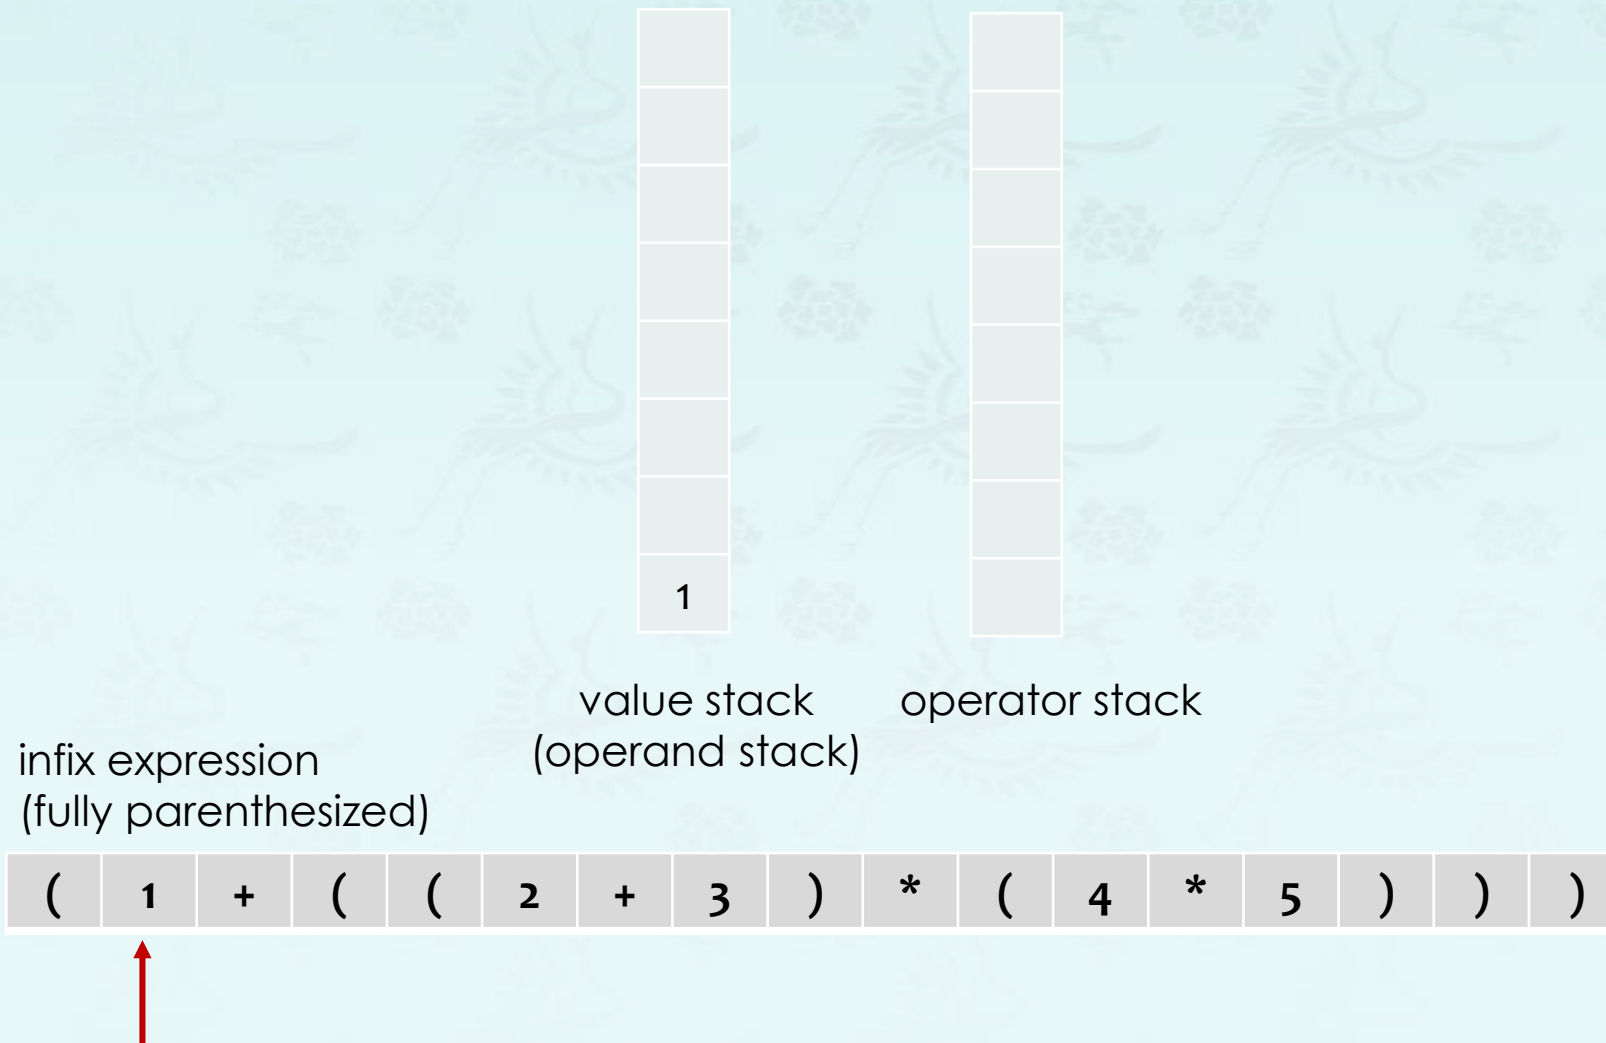 1
value stack
(operand stack)
operator stack
infix expression
(fully parenthesized)
( 1 + ( ( 2 + 3 ) * ( 4 * 5 ) ) )